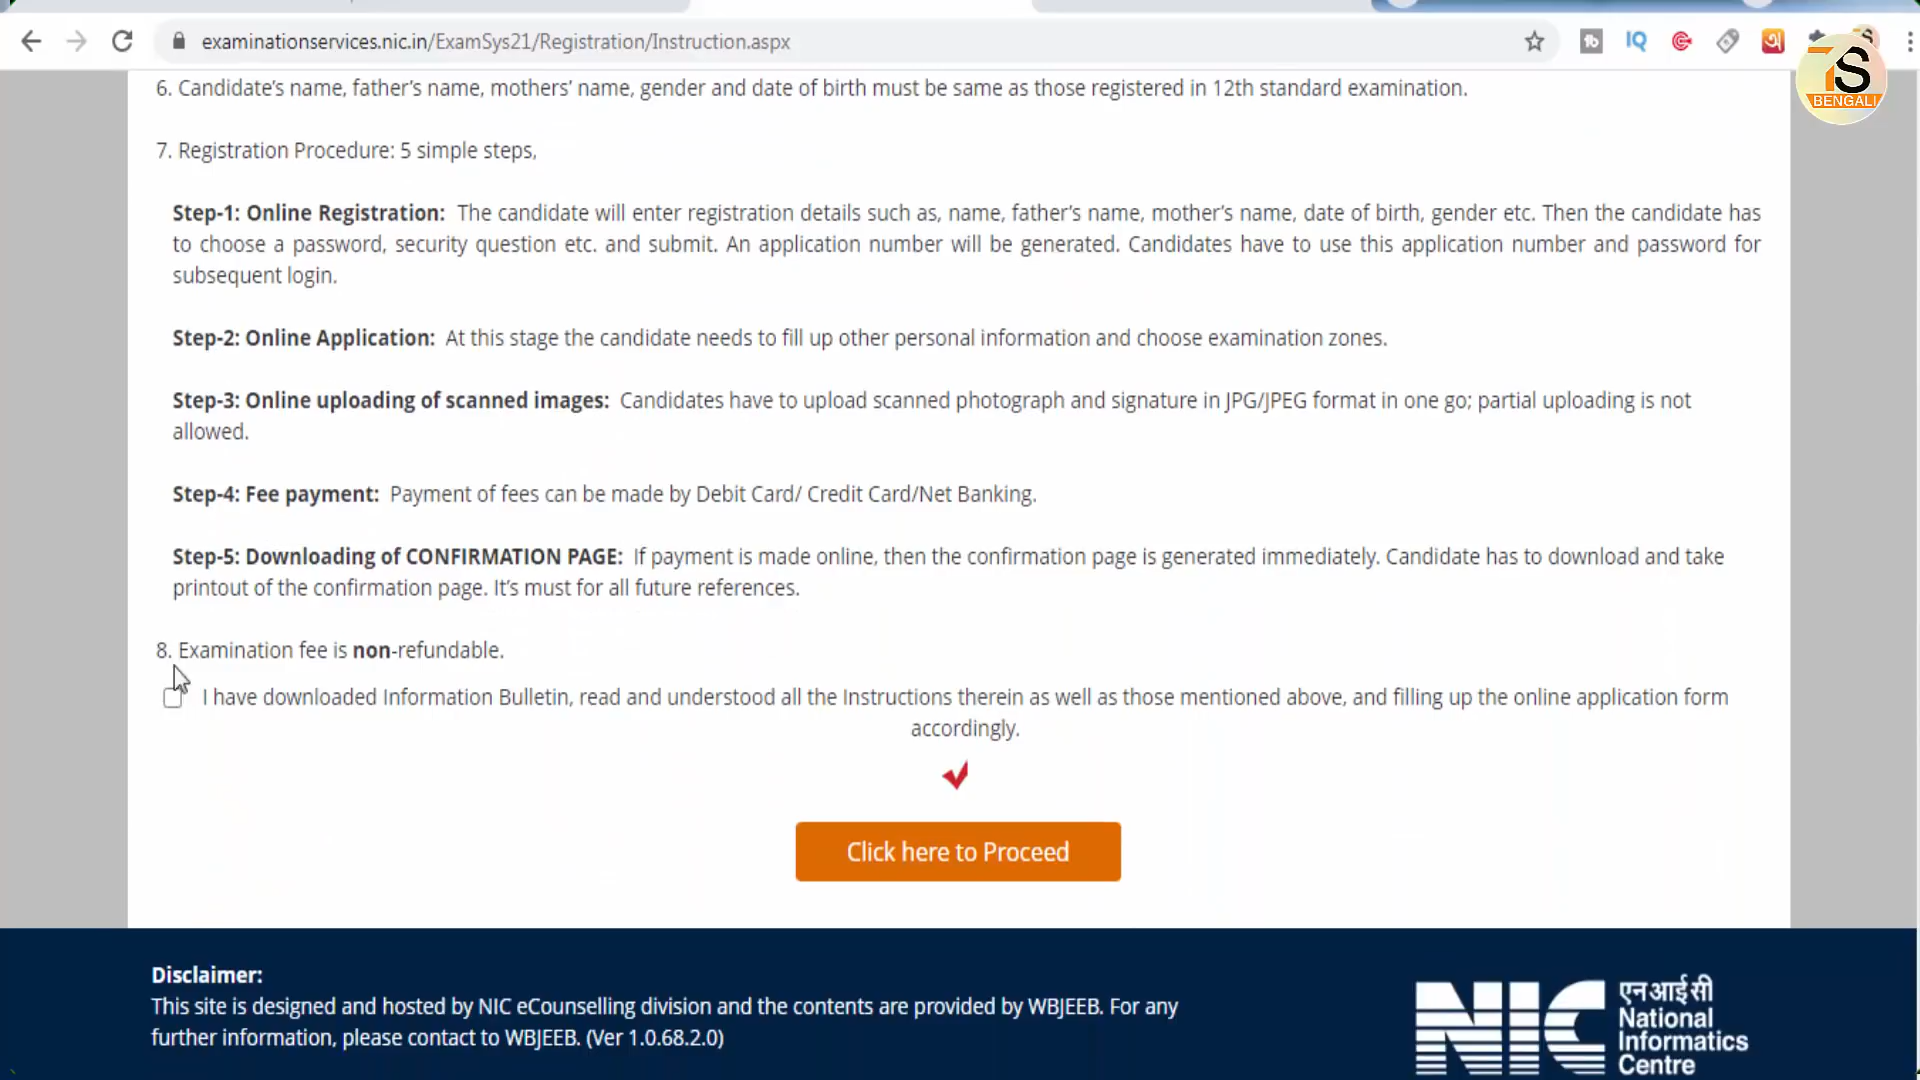 examinationservices.nic.in/ExamSys21/Registration/Instruction.aspx
tb
IQ
अ
7S
BENGALI
6. Candidate's name, father's name, mothers' name, gender and date of birth must be same as those registered in 12th standard examination.
7. Registration Procedure: 5 simple steps,
Step-1: Online Registration: The candidate will enter registration details such as, name, father's name, mother's name, date of birth, gender etc. Then the candidate has
to choose a password, security question etc. and submit. An application number will be generated. Candidates have to use this application number and password for
subsequent login.
Step-2: Online Application: At this stage the candidate needs to fill up other personal information and choose examination zones.
Step-3: Online uploading of scanned images: Candidates have to upload scanned photograph and signature in JPG/JPEG format in one go; partial uploading is not
allowed.
Step-4: Fee payment: Payment of fees can be made by Debit Card/ Credit Card/Net Banking.
Step-5: Downloading of CONFIRMATION PAGE: If payment is made online, then the confirmation page is generated immediately. Candidate has to download and take
printout of the confirmation page. It's must for all future references.
8. Examination fee is non-refundable.
I have downloaded Information Bulletin, read and understood all the Instructions therein as well as those mentioned above, and filling up the online application form
accordingly.
Click here to Proceed
Disclaimer:
This site is designed and hosted by NIC eCounselling division and the contents are provided by WBJEEB. For any
further information, please contact to WBJEEB. (Ver 1.0.68.2.0)
NIC
एन आई सी
National
Informatics
Centre